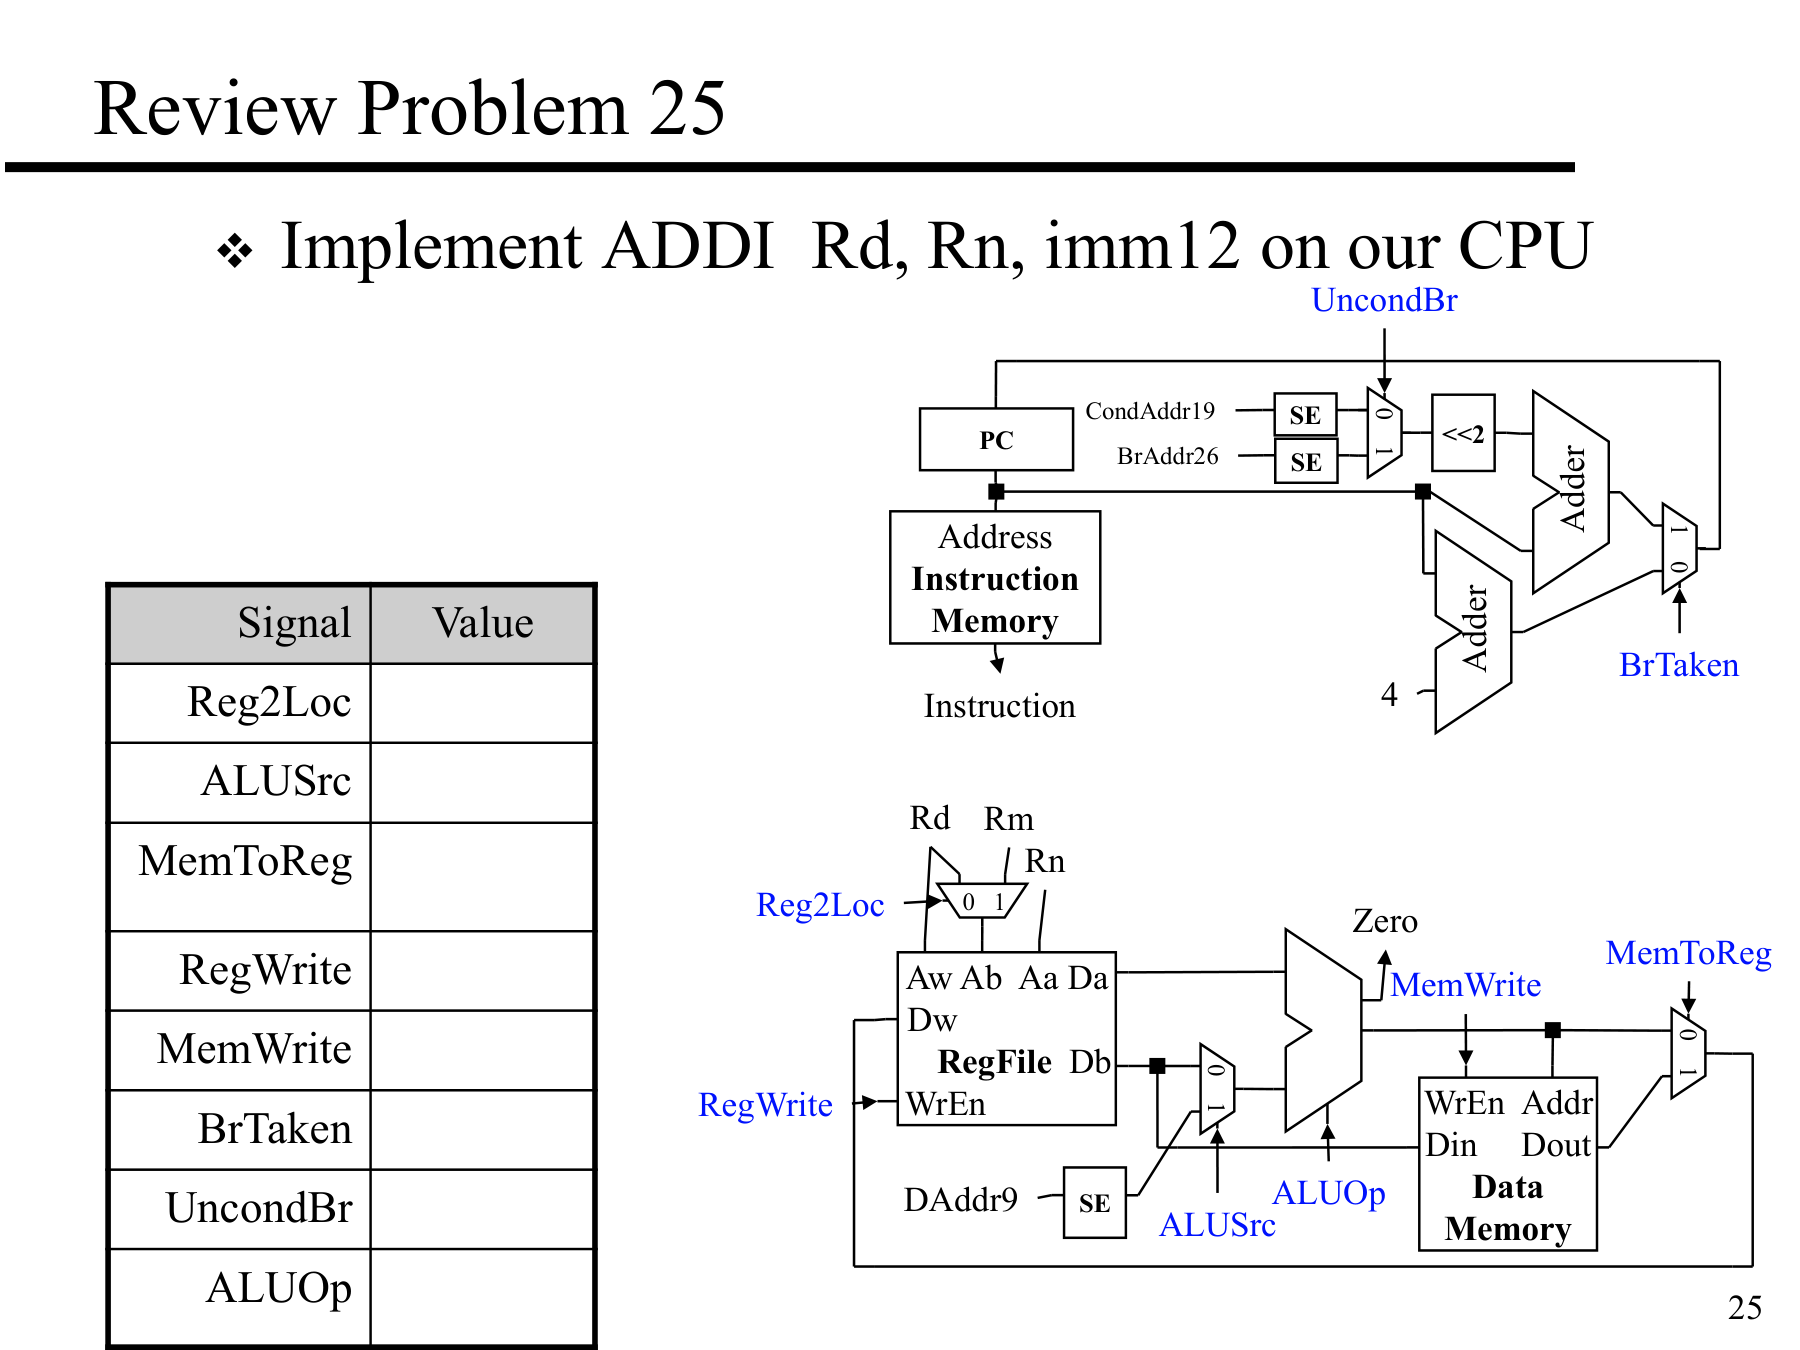 Review Problem 25
❖ Implement ADDI Rd, Rn, imm12 on our CPU
UncondBr
CondAddr19
SE
0
<<2
PC
BrAddr26
SE
1
Adder
Address
Instruction
Memory
1
0
Adder
BrTaken
4
Instruction
Signal Value
Reg2Loc
ALUSrc
MemToReg
RegWrite
MemWrite
BrTaken
UncondBr
ALUOp
Rd Rm
Rn
Reg2Loc
0 1
Zero
MemToReg
Aw Ab Aa Da
MemWrite
Dw
0
RegFile Db
0
1
RegWrite
WrEn
1
WrEn Addr
Din Dout
Data
Memory
DAddr9
SE
ALUOp
ALUSrc
25